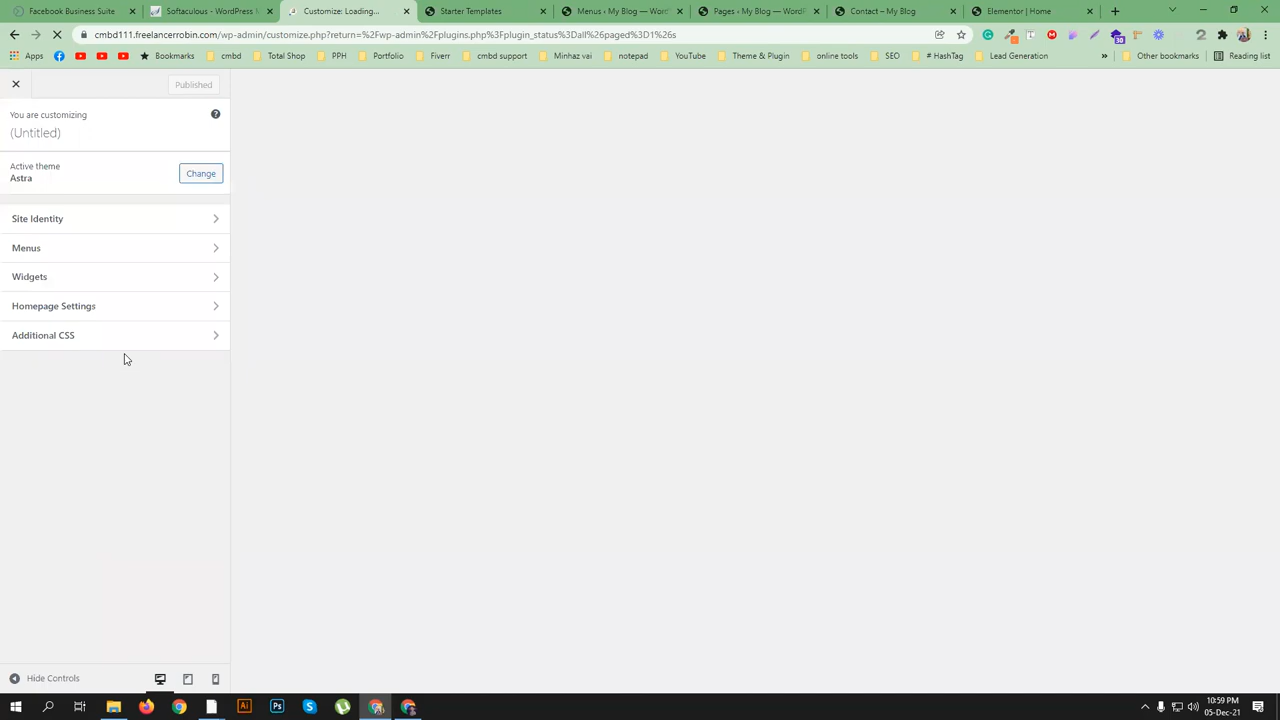 Facebook Business Suite
Softaculous - WordPress
Customize: Loading...
Starter Templates
Menus ‹ My Blog — WordP
Pages ‹ My Blog — WordPr
Contact – My Blog
Elementor | Home
cmbd111.freelancerrobin.com/wp-admin/customize.php?return=%2Fwp-admin%2Fplugins.php%3Fplugin_status%3Dall%26paged%3D1%26s
Apps
Bookmarks
cmbd
Total Shop
PPH
Portfolio
Fiverr
cmbd support
Minhaz vai
notepad
YouTube
Theme & Plugin
online tools
SEO
# HashTag
Lead Generation
»
Other bookmarks
Reading list
Published
You are customizing
(Untitled)
Active theme
Astra
Change
Site Identity
Menus
Widgets
Homepage Settings
Additional CSS
Hide Controls
10:59 PM
05-Dec-21